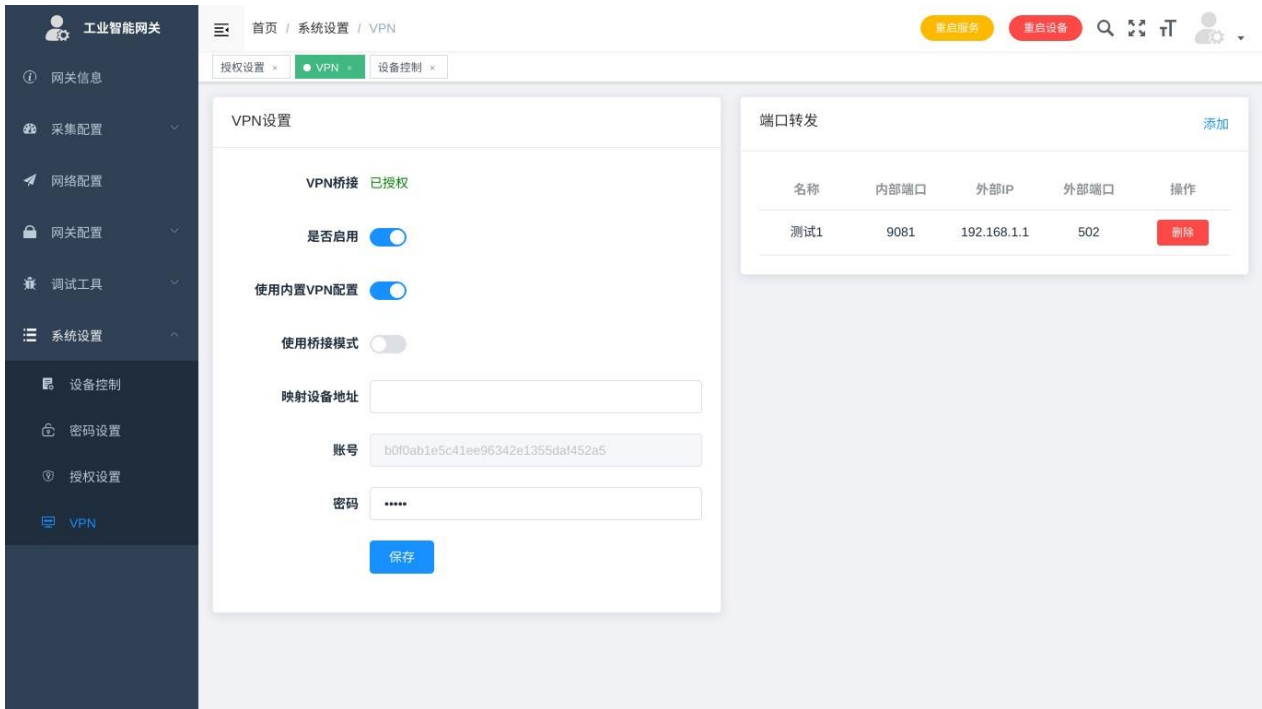 工业智能网关
首页 / 系统设置 / VPN
重启服务
重启设备
网关信息
采集配置
网络配置
网关配置
调试工具
系统设置
设备控制
密码设置
授权设置
VPN
授权设置 ×
VPN ×
设备控制 ×
VPN设置
VPN桥接 已授权
是否启用
使用内置VPN配置
使用桥接模式
映射设备地址
账号 b0f0ab1e5c41ee96342e1355daf452a5
密码 •••••
保存
端口转发 添加
名称 内部端口 外部IP 外部端口 操作
测试1 9081 192.168.1.1 502 删除